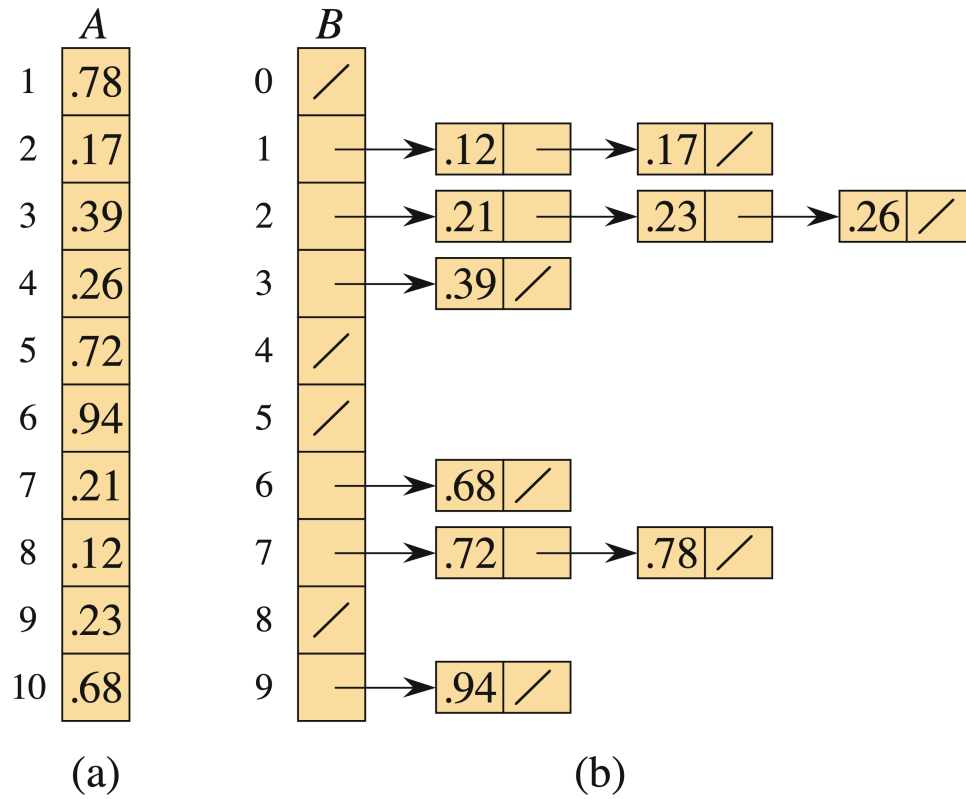 A B
1 .78 0
2 .17 1 .12 .17
3 .39 2 .21 .23 .26
4 .26 3 .39
5 .72 4
6 .94 5
7 .21 6 .68
8 .12 7 .72 .78
9 .23 8
10 .68 9 .94
(a) (b)